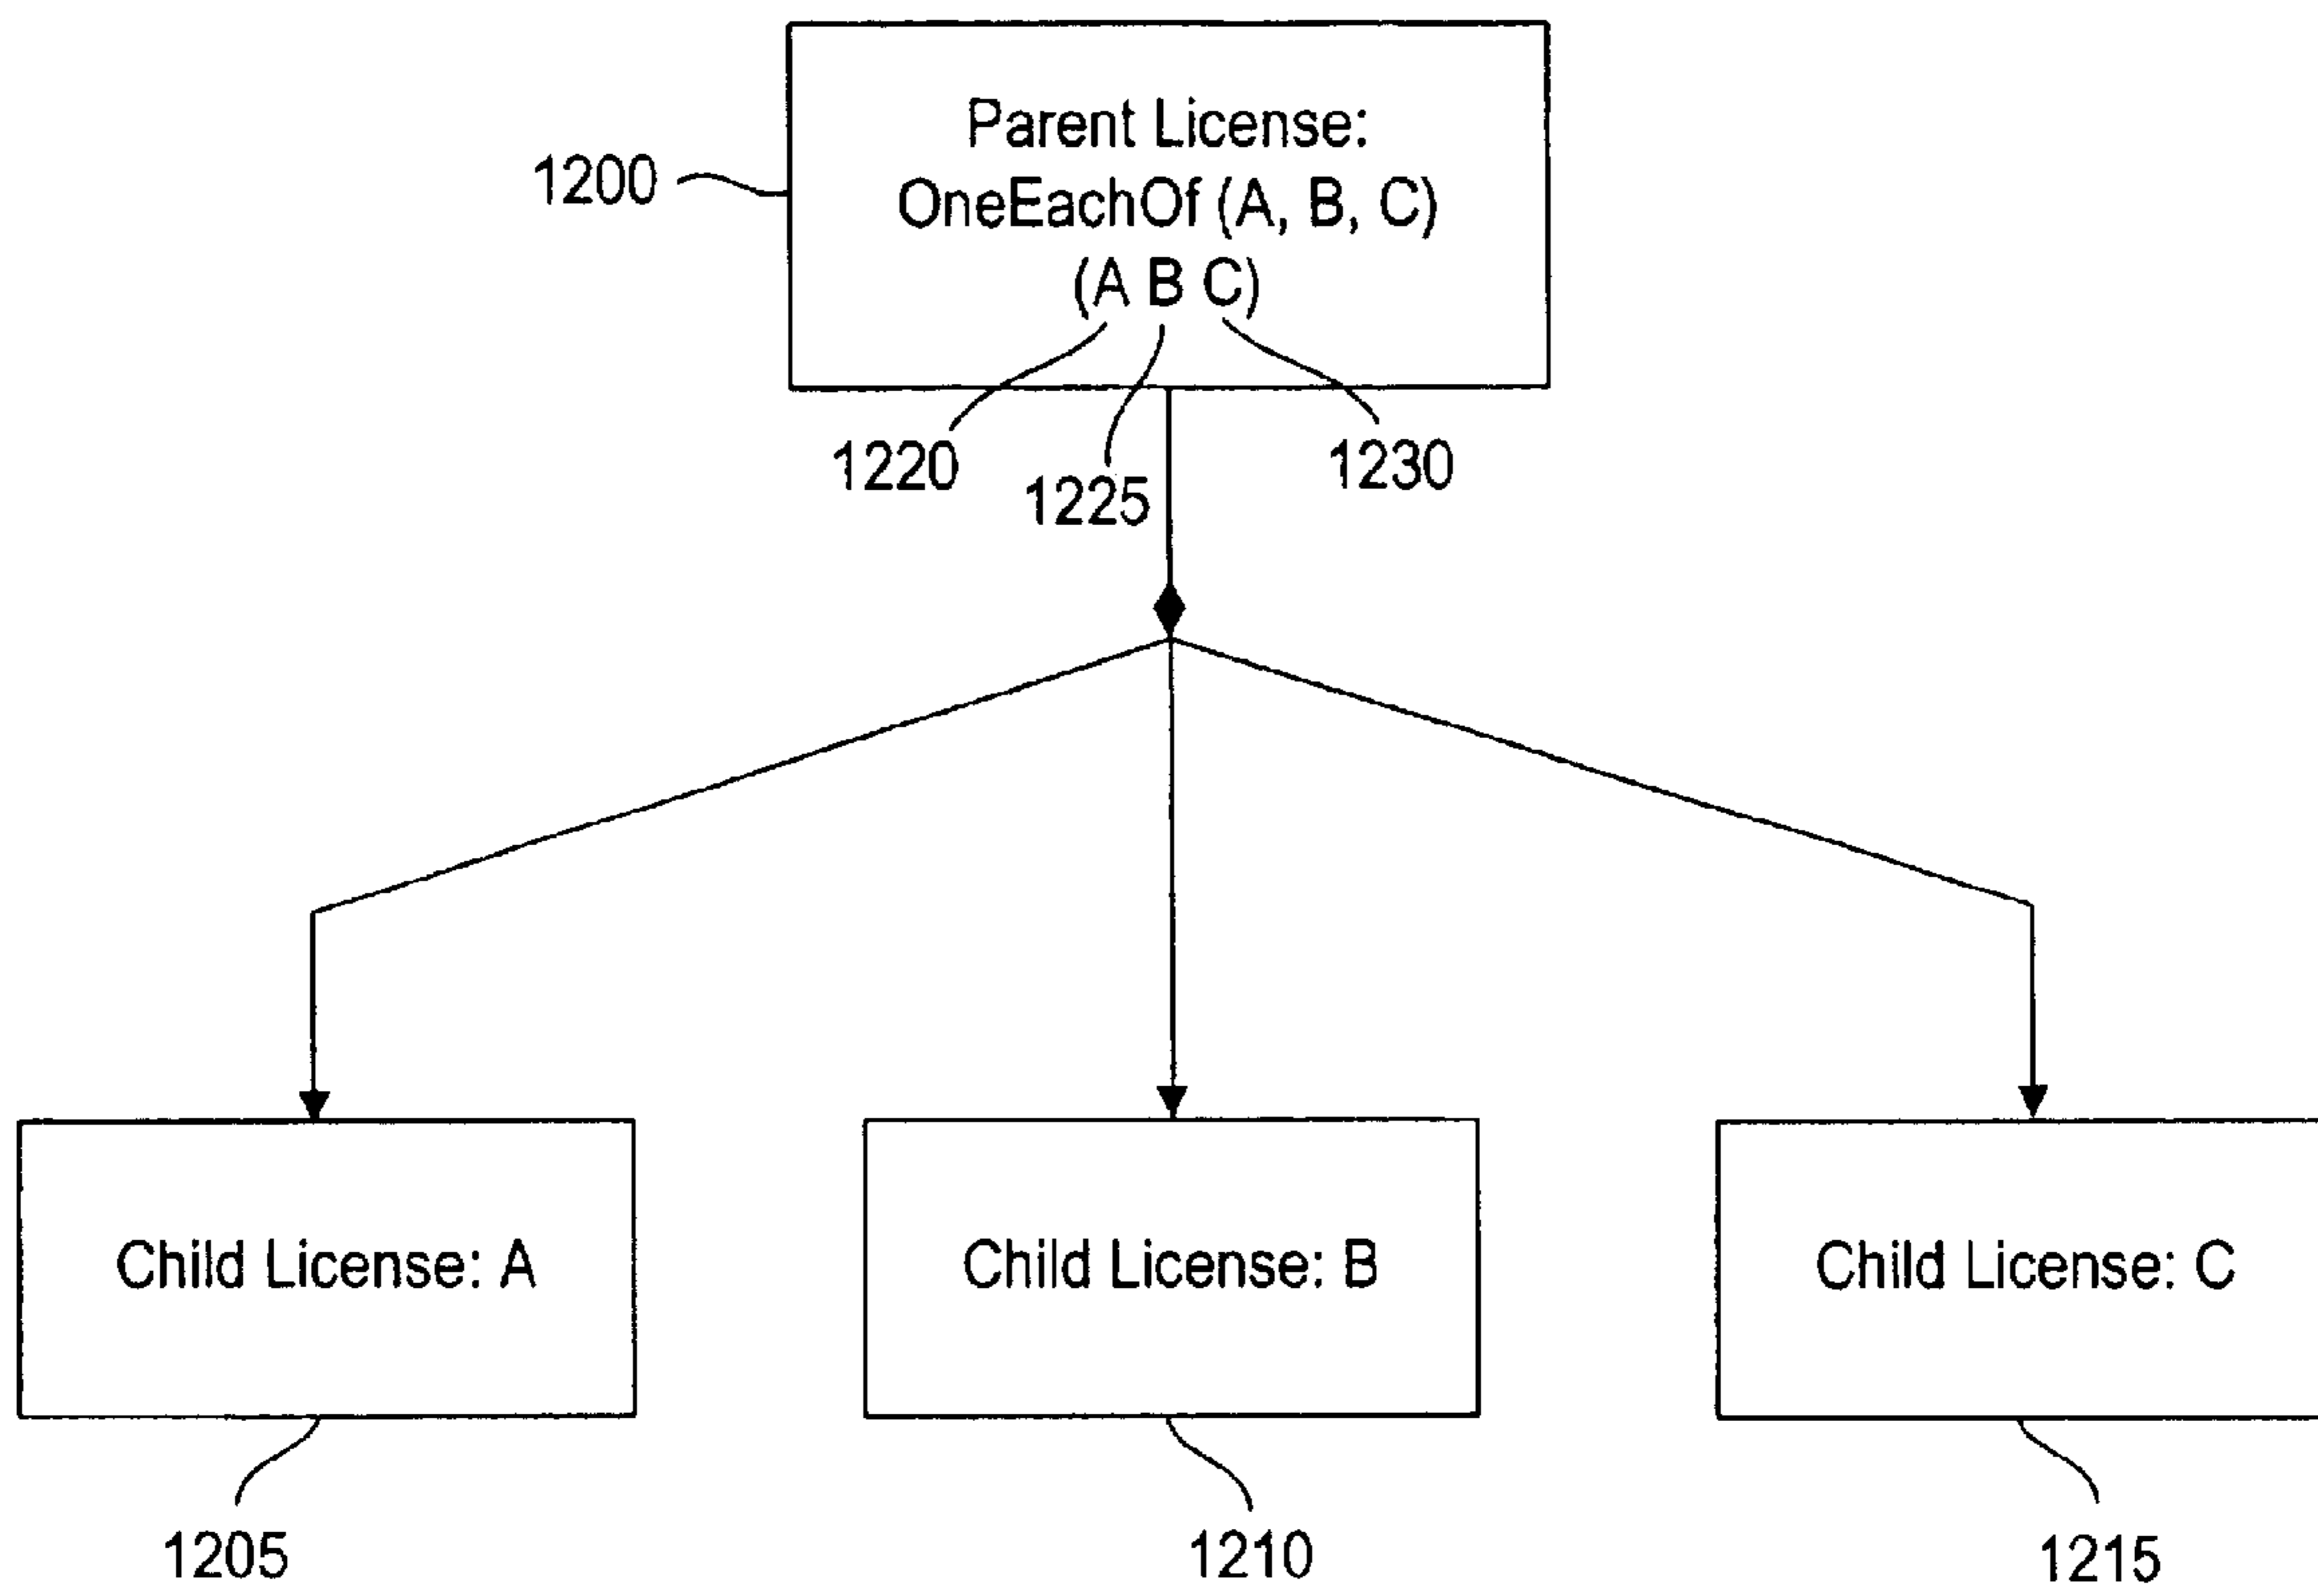 Parent License:
OneEachOf (A, B, C)
(A B C)
1200
1220
1225
1230
Child License: A
Child License: B
Child License: C
1205
1210
1215